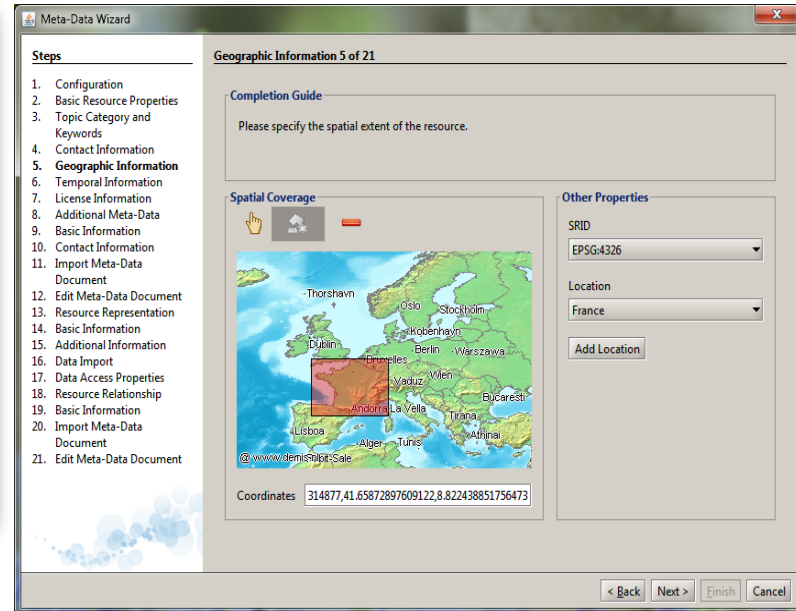 Meta-Data Wizard
Steps
1. Configuration
2. Basic Resource Properties
3. Topic Category and
Keywords
4. Contact Information
5. Geographic Information
6. Temporal Information
7. License Information
8. Additional Meta-Data
9. Basic Information
10. Contact Information
11. Import Meta-Data
Document
12. Edit Meta-Data Document
13. Resource Representation
14. Basic Information
15. Additional Information
16. Data Import
17. Data Access Properties
18. Resource Relationship
19. Basic Information
20. Import Meta-Data
Document
21. Edit Meta-Data Document
Geographic Information 5 of 21
Completion Guide
Please specify the spatial extent of the resource.
Spatial Coverage
Thorshavn
Oslo
Stockholm
Kobenhavn
Dublin
Berlin
Warszawa
Bruxelles
Vaduz
Wien
Bucaresti
Andorra La Vella
Tirana
Lisboa
Athinai
Alger
Tunis
@ www.demis.nl
bit-Sale
Coordinates 314877,41.65872897609122,8.822438851756473
Other Properties
SRID
EPSG:4326
Location
France
Add Location
< Back
Next >
Finish
Cancel